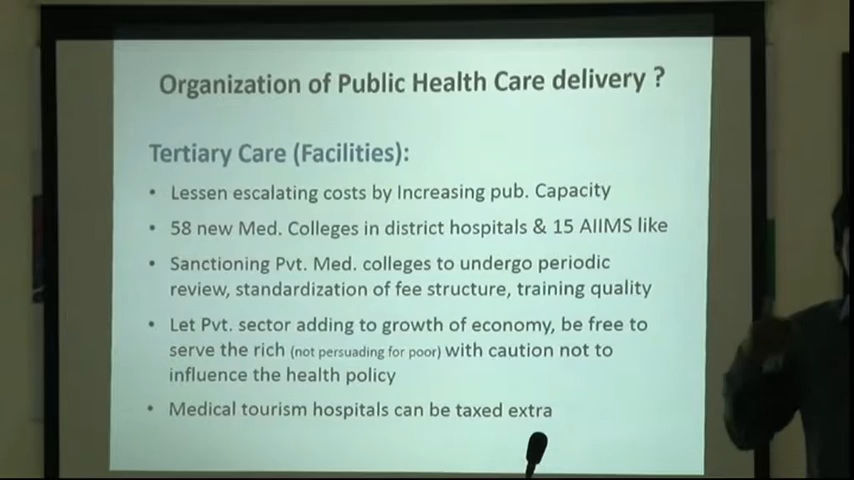 Organization of Public Health Care delivery ?
Tertiary Care (Facilities):
• Lessen escalating costs by Increasing pub. Capacity
• 58 new Med. Colleges in district hospitals & 15 AIIMS like
• Sanctioning Pvt. Med. colleges to undergo periodic
review, standardization of fee structure, training quality
• Let Pvt. sector adding to growth of economy, be free to
serve the rich (not persuading for poor) with caution not to
influence the health policy
• Medical tourism hospitals can be taxed extra